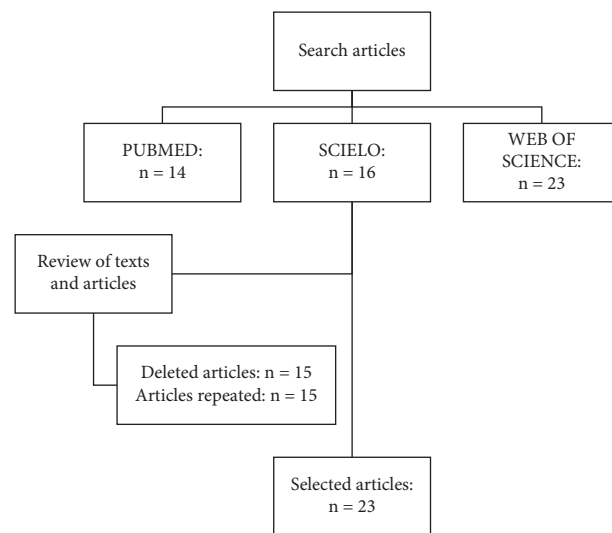 Search articles
PUBMED:
n = 14
SCIELO:
n = 16
WEB OF
SCIENCE:
n = 23
Review of texts
and articles
Deleted articles: n = 15
Articles repeated: n = 15
Selected articles:
n = 23